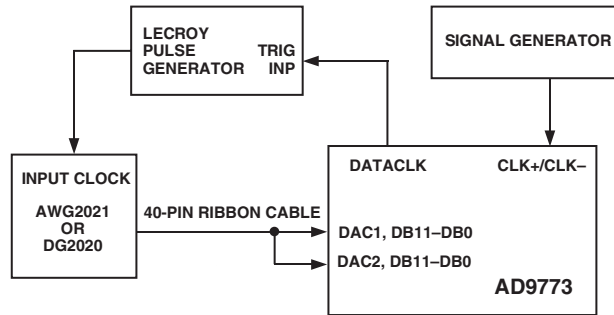 LECROY
PULSE
GENERATOR
TRIG
INP
SIGNAL GENERATOR
INPUT CLOCK
AWG2021
OR
DG2020
40-PIN RIBBON CABLE
DATACLK
CLK+/CLK–
DAC1, DB11–DB0
DAC2, DB11–DB0
AD9773